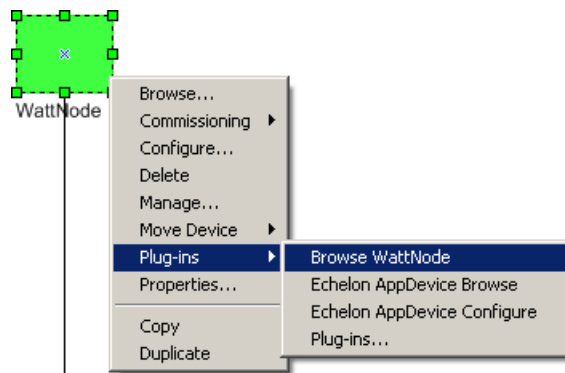 WattNode
Browse...
Commissioning
Configure...
Delete
Manage...
Move Device
Plug-ins
Properties...
Copy
Duplicate
Browse WattNode
Echelon AppDevice Browse
Echelon AppDevice Configure
Plug-ins...